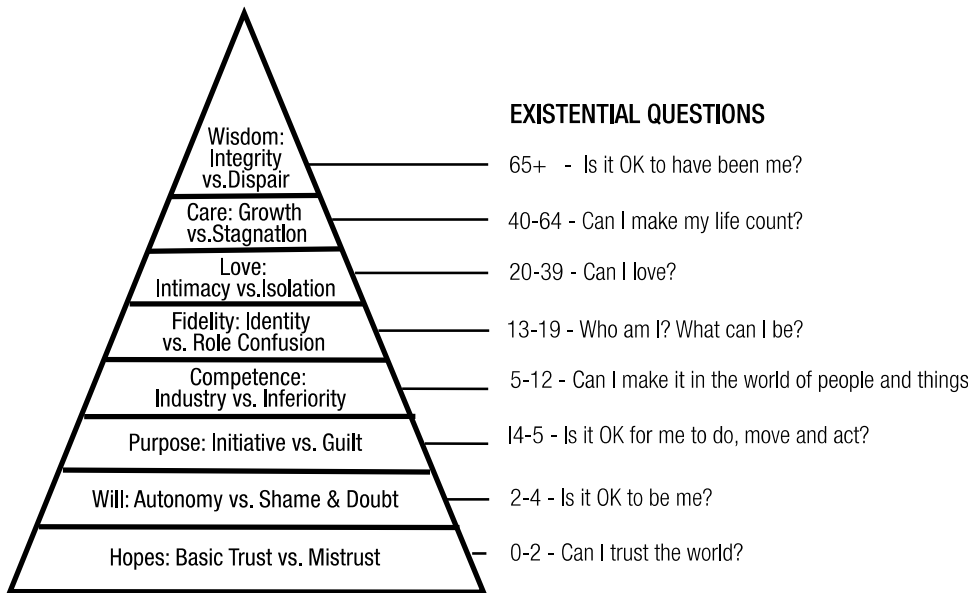 EXISTENTIAL QUESTIONS
Wisdom:
Integrity
vs.Dispair
65+ - Is it OK to have been me?
Care: Growth
vs.Stagnation
40-64 - Can I make my life count?
Love:
Intimacy vs.Isolation
20-39 - Can I love?
Fidelity: Identity
vs. Role Confusion
13-19 - Who am I? What can I be?
Competence:
Industry vs. Inferiority
5-12 - Can I make it in the world of people and things
Purpose: Initiative vs. Guilt
I4-5 - Is it OK for me to do, move and act?
Will: Autonomy vs. Shame & Doubt
2-4 - Is it OK to be me?
Hopes: Basic Trust vs. Mistrust
0-2 - Can I trust the world?